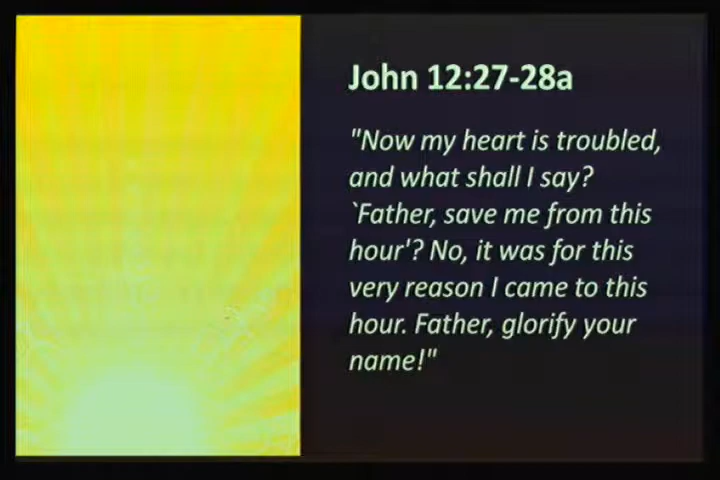 John 12:27-28a
"Now my heart is troubled,
and what shall I say?
`Father, save me from this
hour'? No, it was for this
very reason I came to this
hour. Father, glorify your
name!"